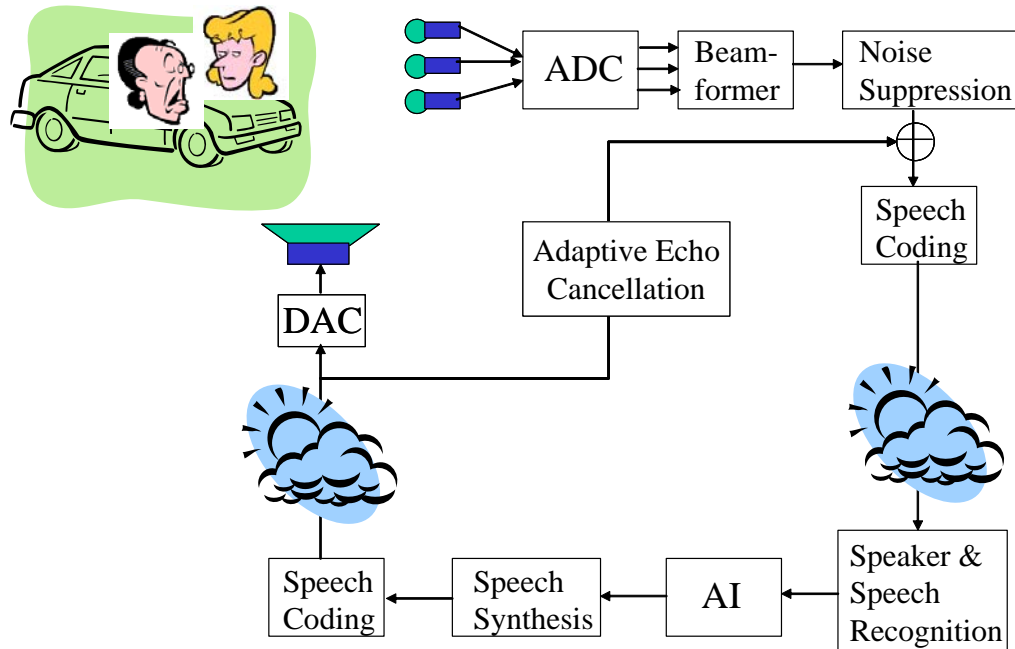 ADC
Beam-
former
Noise
Suppression
Speech
Coding
Adaptive Echo
Cancellation
DAC
Speaker &
Speech
Recognition
AI
Speech
Synthesis
Speech
Coding